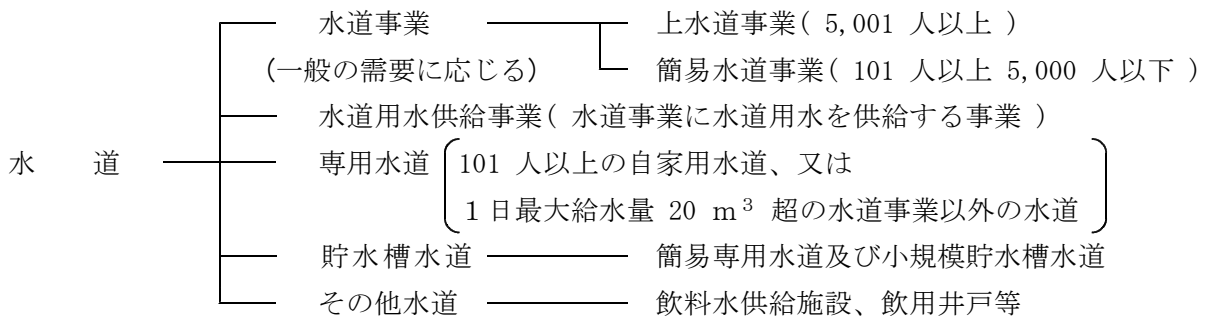 水道事業 上水道事業( 5,001 人以上 )
(一般の需要に応じる) 簡易水道事業( 101 人以上 5,000 人以下 )
水道用水供給事業( 水道事業に水道用水を供給する事業 )
水 道 専用水道 101 人以上の自家用水道、又は
1日最大給水量 20 m³ 超の水道事業以外の水道
貯水槽水道 簡易専用水道及び小規模貯水槽水道
その他水道 飲料水供給施設、飲用井戸等